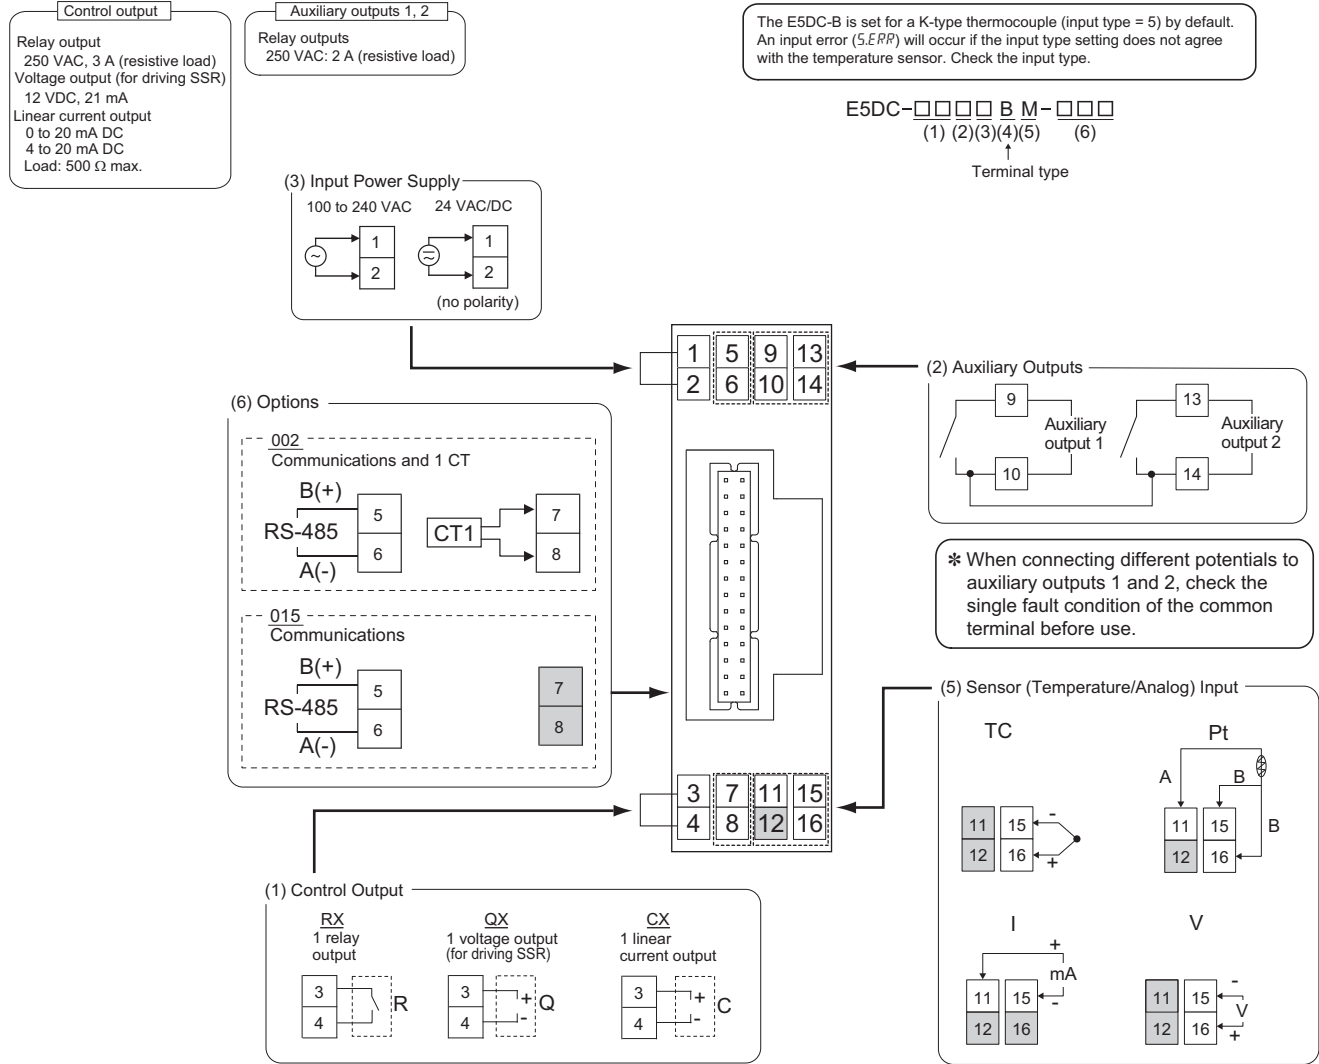 Control output
Relay output
250 VAC, 3 A (resistive load)
Voltage output (for driving SSR)
12 VDC, 21 mA
Linear current output
0 to 20 mA DC
4 to 20 mA DC
Load: 500 Ω max.
Auxiliary outputs 1, 2
Relay outputs
250 VAC: 2 A (resistive load)
The E5DC-B is set for a K-type thermocouple (input type = 5) by default.
An input error (S.ERR) will occur if the input type setting does not agree
with the temperature sensor. Check the input type.
E5DC-□□□□ B M-□□□
(1) (2)(3)(4)(5) (6)
Terminal type
(3) Input Power Supply
100 to 240 VAC 24 VAC/DC
1 1
2 2
(no polarity)
1 5 9 13
2 6 10 14
(2) Auxiliary Outputs
9 13
Auxiliary
output 1
Auxiliary
output 2
10 14
✻ When connecting different potentials to
auxiliary outputs 1 and 2, check the
single fault condition of the common
terminal before use.
(6) Options
002
Communications and 1 CT
B(+)
RS-485
A(-)
5
6
CT1
7
8
015
Communications
B(+)
RS-485
A(-)
5
6
7
8
3 7 11 15
4 8 12 16
(5) Sensor (Temperature/Analog) Input
TC
11 15 -
12 16 +
Pt
A B
B
11 15
12 16
I
+
mA
-
11 15
12 16
V
-
V
+
11 15
12 16
(1) Control Output
RX
1 relay
output
3
4
R
QX
1 voltage output
(for driving SSR)
3
4
+
-
Q
CX
1 linear
current output
3
4
+
-
C